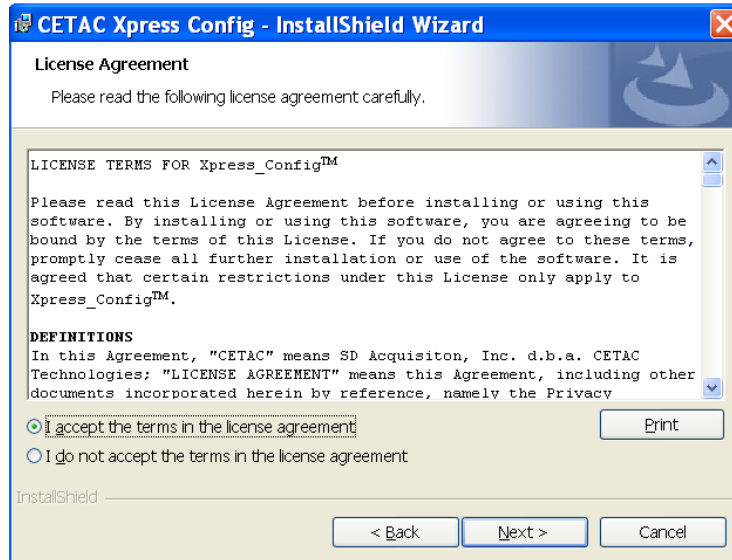 CETAC Xpress Config - InstallShield Wizard
License Agreement
Please read the following license agreement carefully.
LICENSE TERMS FOR Xpress_Config™
Please read this License Agreement before installing or using this
software. By installing or using this software, you are agreeing to be
bound by the terms of this License. If you do not agree to these terms,
promptly cease all further installation or use of the software. It is
agreed that certain restrictions under this License only apply to
Xpress_Config™.
DEFINITIONS
In this Agreement, "CETAC" means SD Acquisiton, Inc. d.b.a. CETAC
Technologies; "LICENSE AGREEMENT" means this Agreement, including other
documents incorporated herein by reference, namely the Privacy
I accept the terms in the license agreement
Print
I do not accept the terms in the license agreement
InstallShield
< Back
Next >
Cancel